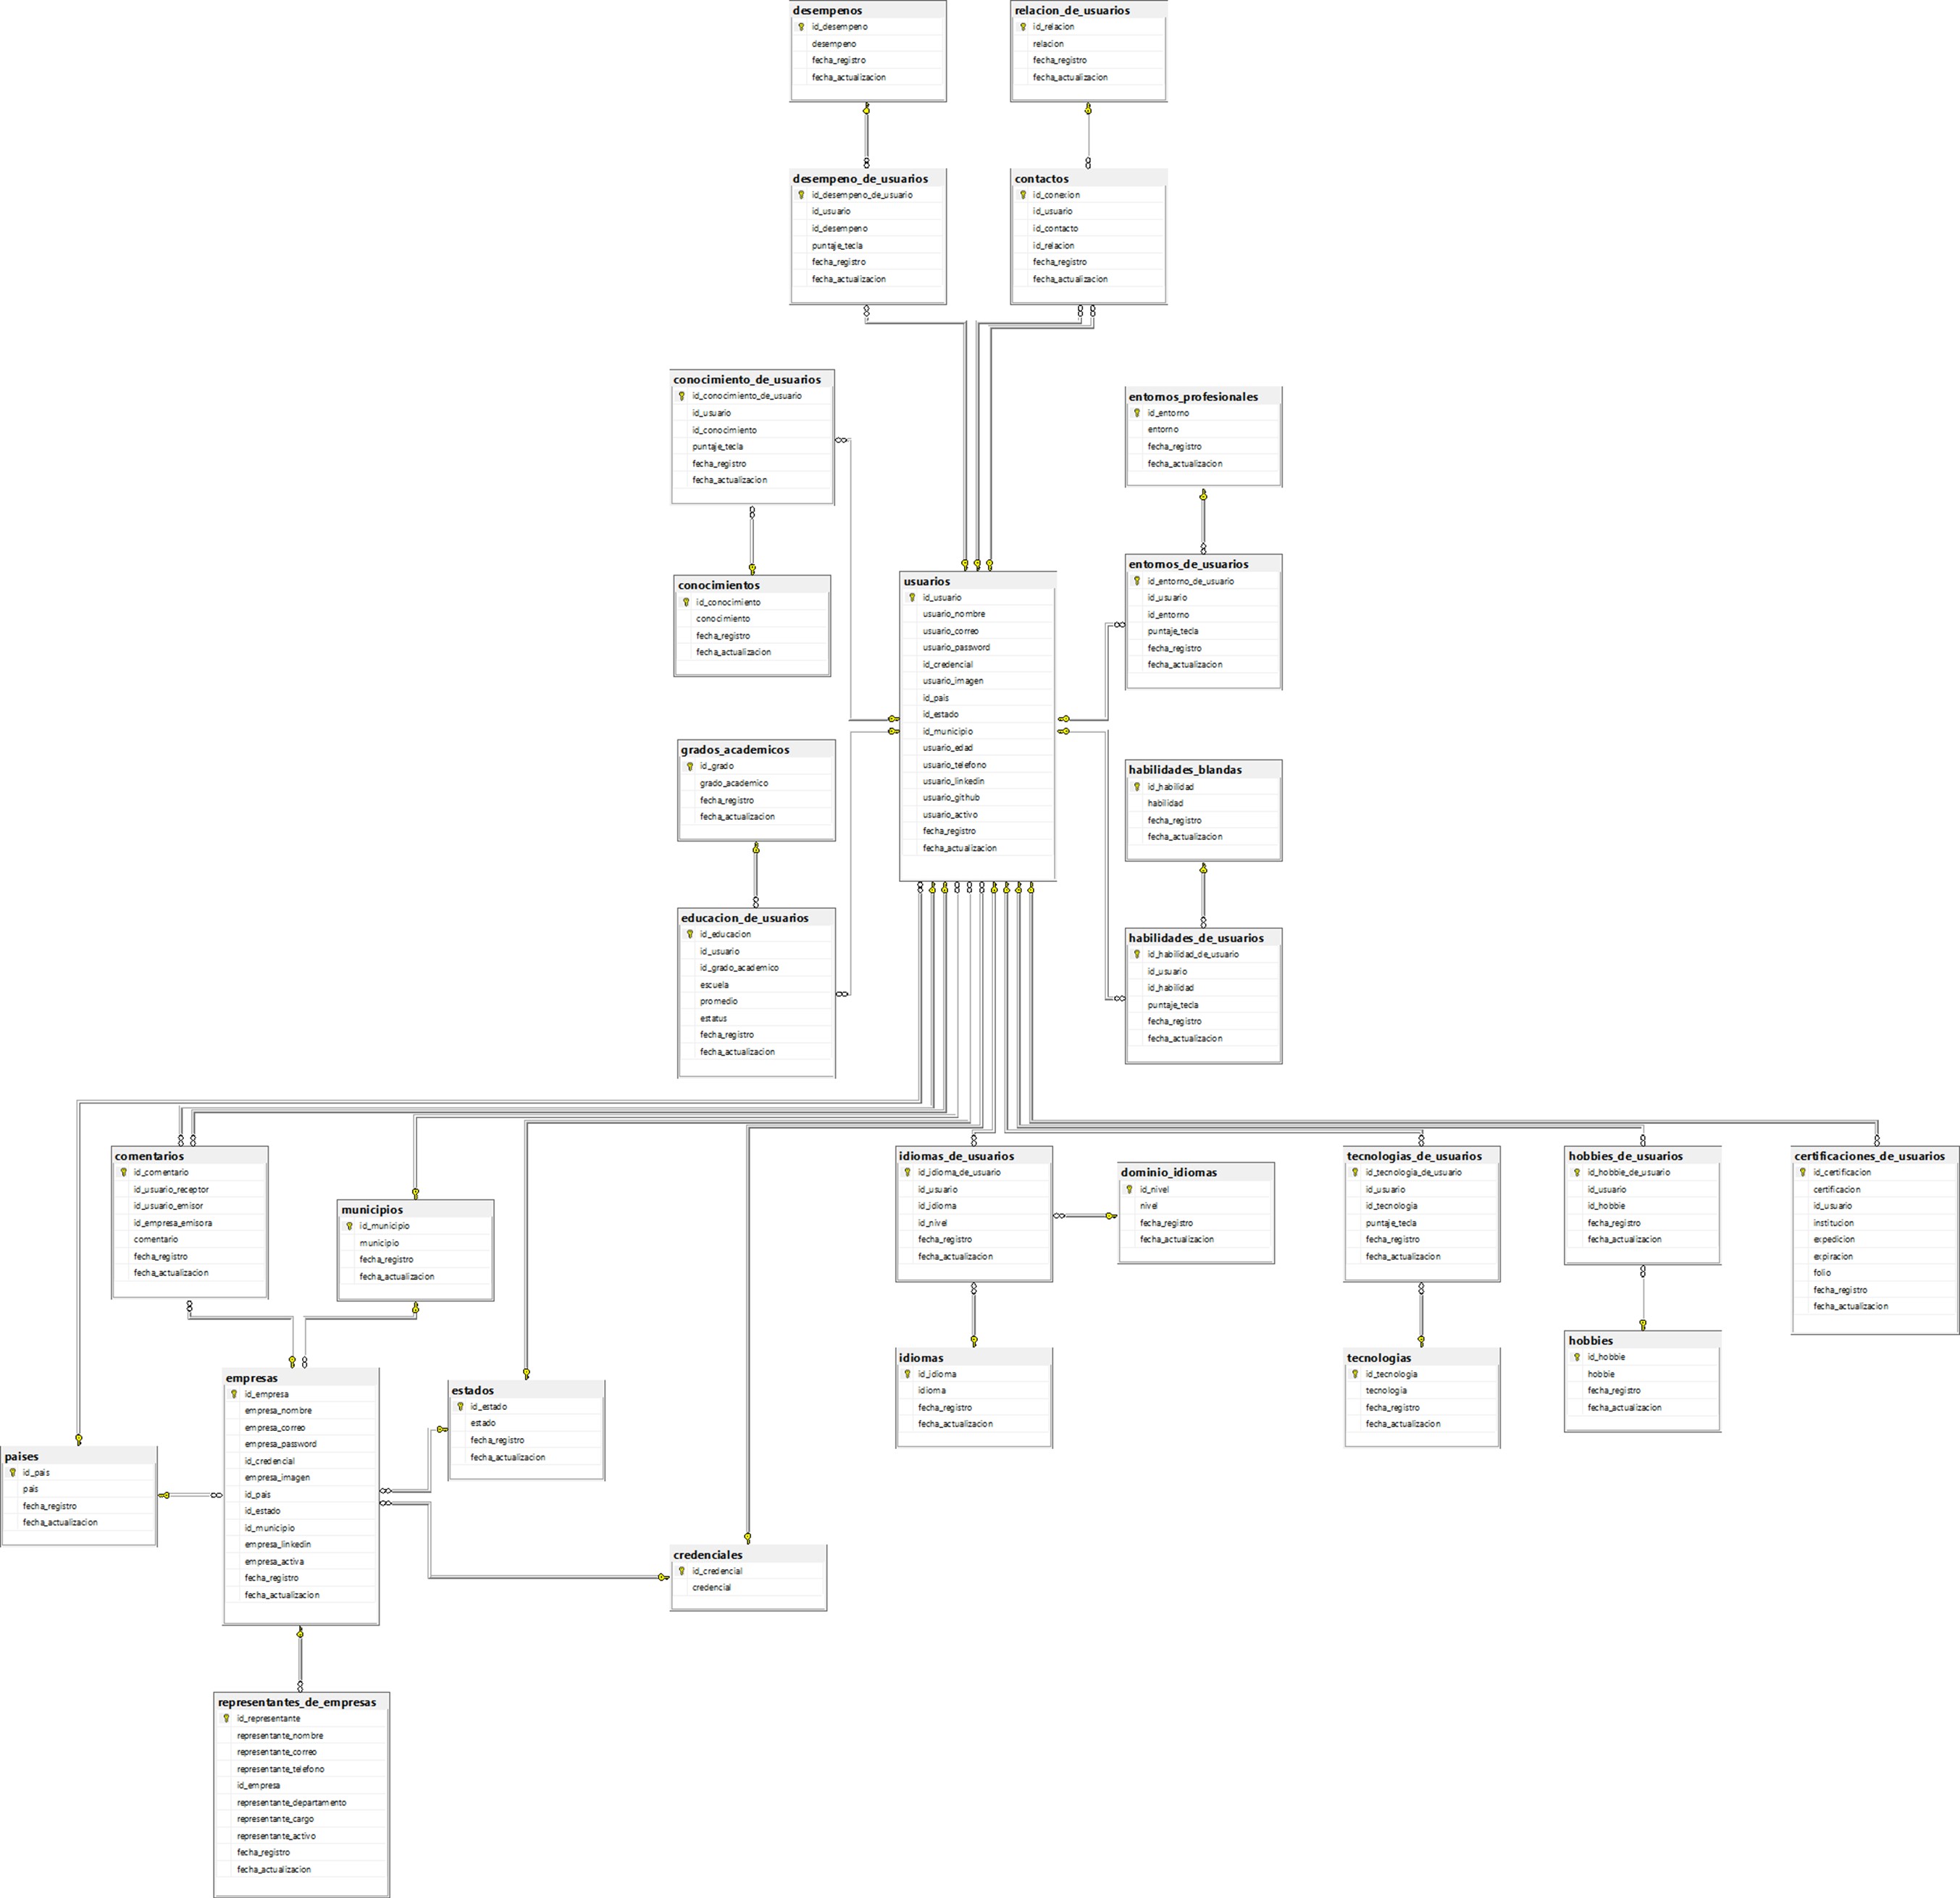 desempenos
id_desempeno
desempeno
fecha_registro
fecha_actualizacion
relacion_de_usuarios
id_relacion
relacion
fecha_registro
fecha_actualizacion
desempeno_de_usuarios
id_desempeno_de_usuario
id_usuario
id_desempeno
puntaje_tecla
fecha_registro
fecha_actualizacion
contactos
id_conexion
id_usuario
id_contacto
id_relacion
fecha_registro
fecha_actualizacion
conocimiento_de_usuarios
id_conocimiento_de_usuario
id_usuario
id_conocimiento
puntaje_tecla
fecha_registro
fecha_actualizacion
entornos_profesionales
id_entorno
entorno
fecha_registro
fecha_actualizacion
conocimientos
id_conocimiento
conocimiento
fecha_registro
fecha_actualizacion
usuarios
id_usuario
usuario_nombre
usuario_correo
usuario_password
id_credencial
usuario_imagen
id_pais
id_estado
id_municipio
usuario_edad
usuario_telefono
usuario_linkedin
usuario_github
usuario_activo
fecha_registro
fecha_actualizacion
entornos_de_usuarios
id_entorno_de_usuario
id_usuario
id_entorno
puntaje_tecla
fecha_registro
fecha_actualizacion
grados_academicos
id_grado
grado_academico
fecha_registro
fecha_actualizacion
habilidades_blandas
id_habilidad
habilidad
fecha_registro
fecha_actualizacion
educacion_de_usuarios
id_educacion
id_usuario
id_grado_academico
escuela
promedio
estatus
fecha_registro
fecha_actualizacion
habilidades_de_usuarios
id_habilidad_de_usuario
id_usuario
id_habilidad
puntaje_tecla
fecha_registro
fecha_actualizacion
comentarios
id_comentario
id_usuario_receptor
id_usuario_emisor
id_empresa_emisora
comentario
fecha_registro
fecha_actualizacion
municipios
id_municipio
municipio
fecha_registro
fecha_actualizacion
idiomas_de_usuarios
id_idioma_de_usuario
id_usuario
id_idioma
id_nivel
fecha_registro
fecha_actualizacion
dominio_idiomas
id_nivel
nivel
fecha_registro
fecha_actualizacion
tecnologias_de_usuarios
id_tecnologia_de_usuario
id_usuario
id_tecnologia
puntaje_tecla
fecha_registro
fecha_actualizacion
hobbies_de_usuarios
id_hobbie_de_usuario
id_usuario
id_hobbie
fecha_registro
fecha_actualizacion
certificaciones_de_usuarios
id_certificacion
certificacion
id_usuario
institucion
expedicion
expiracion
folio
fecha_registro
fecha_actualizacion
empresas
id_empresa
empresa_nombre
empresa_correo
empresa_password
id_credencial
empresa_imagen
id_pais
id_estado
id_municipio
empresa_linkedin
empresa_activa
fecha_registro
fecha_actualizacion
estados
id_estado
estado
fecha_registro
fecha_actualizacion
idiomas
id_idioma
idioma
fecha_registro
fecha_actualizacion
tecnologias
id_tecnologia
tecnologia
fecha_registro
fecha_actualizacion
hobbies
id_hobbie
hobbie
fecha_registro
fecha_actualizacion
paises
id_pais
pais
fecha_registro
fecha_actualizacion
credenciales
id_credencial
credencial
representantes_de_empresas
id_representante
representante_nombre
representante_correo
representante_telefono
id_empresa
representante_departamento
representante_cargo
representante_activo
fecha_registro
fecha_actualizacion